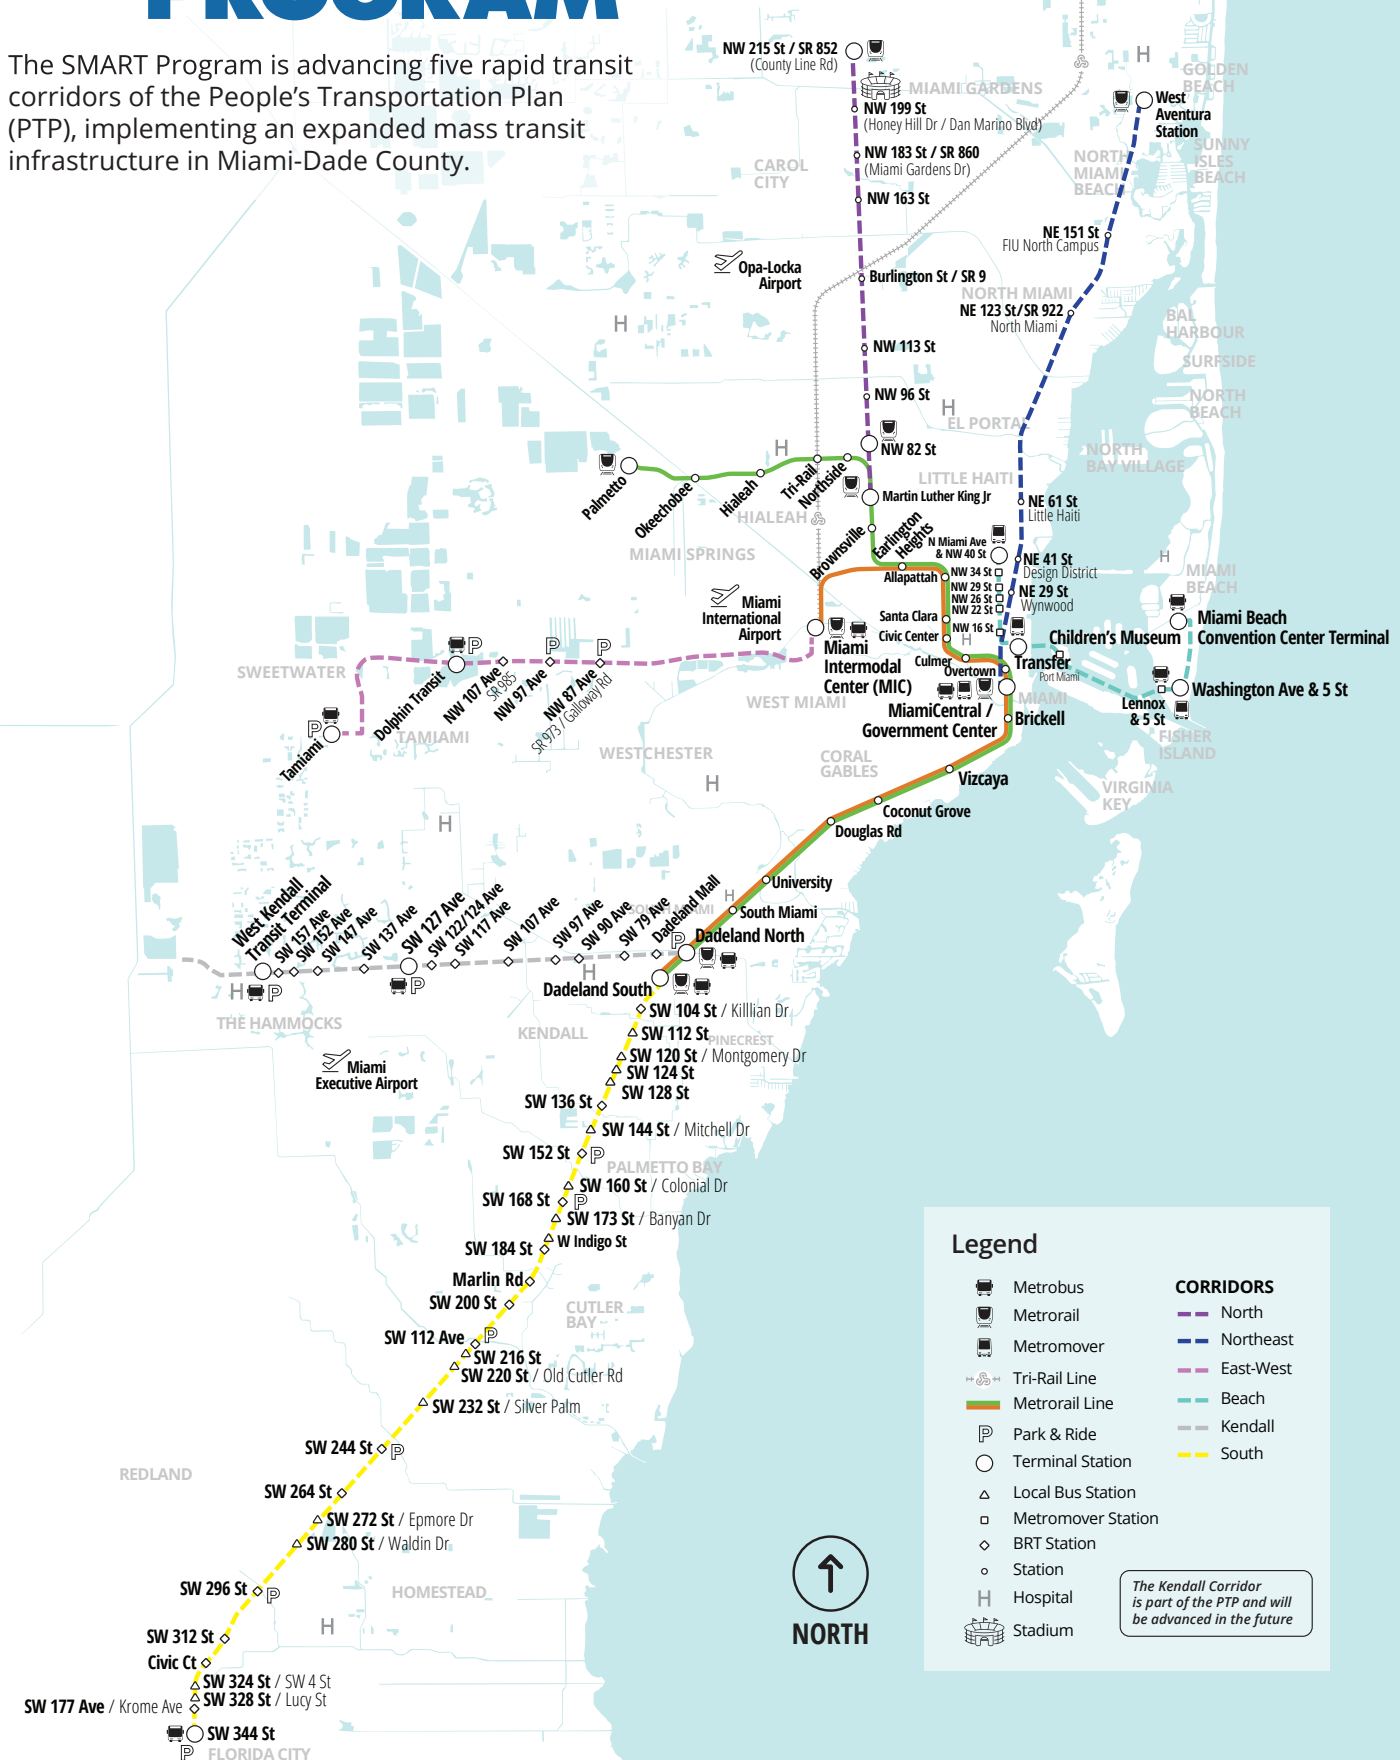 PROGRAM
The SMART Program is advancing five rapid transit
corridors of the People's Transportation Plan
(PTP), implementing an expanded mass transit
infrastructure in Miami-Dade County.
NW 215 St / SR 852
(County Line Rd)
MIAMI GARDENS
NW 199 St
(Honey Hill Dr / Dan Marino Blvd)
NW 183 St / SR 860
(Miami Gardens Dr)
NW 163 St
CAROL
CITY
H
GOLDEN
BEACH
West
Aventura
Station
SUNNY
ISLES
BEACH
NORTH
MIAMI
BEACH
NE 151 St
FIU North Campus
Opa-Locka
Airport
Burlington St / SR 9
NORTH MIAMI
NE 123 St/SR 922
North Miami
BAL
HARBOUR
SURFSIDE
H
NW 113 St
NW 96 St
H
EL PORTAL
NORTH
BEACH
NW 82 St
NORTH
BAY VILLAGE
H
Palmetto
Okeechobee
Hialeah
Tri-Rail
Northside
LITTLE HAITI
Martin Luther King Jr
HIALEAH
NE 61 St
Little Haiti
MIAMI SPRINGS
Brownsville
Earlington
Heights
N Miami Ave
& NW 40 St
NE 41 St
Design District
H
MIAMI
BEACH
Allapattah
NW 34 St
NW 29 St
NW 26 St
NW 22 St
NE 29 St
Wynwood
Miami
International
Airport
Santa Clara
Civic Center
H
NW 16 St
Children's Museum
Miami Beach
Convention Center Terminal
Miami
Intermodal
Center (MIC)
Culmer
Overtown
Transfer
Port Miami
SWEETWATER
Dolphin Transit
P
NW 107 Ave
SR 985
P
NW 97 Ave
P
NW 87 Ave
SR 973 / Galloway Rd
WEST MIAMI
MIAMI
Washington Ave & 5 St
Lennox
& 5 St
MiamiCentral /
Government Center
Brickell
P
Tamiami
TAMIAMI
WESTCHESTER
CORAL
GABLES
FISHER
ISLAND
Vizcaya
VIRGINIA
KEY
H
Coconut Grove
Douglas Rd
H
University
H
South Miami
SOUTH MIAMI
West Kendall
Transit Terminal
SW 157 Ave
SW 152 Ave
SW 147 Ave
SW 137 Ave
SW 127 Ave
SW 122/124 Ave
SW 117 Ave
SW 107 Ave
SW 97 Ave
SW 90 Ave
SW 79 Ave
Dadeland Mall
P
Dadeland North
H
P
P
H
Dadeland South
THE HAMMOCKS
KENDALL
SW 104 St / Killlian Dr
SW 112 St
PINECREST
SW 120 St / Montgomery Dr
SW 124 St
SW 128 St
Miami
Executive Airport
SW 136 St
SW 144 St / Mitchell Dr
SW 152 St
P
PALMETTO BAY
SW 160 St / Colonial Dr
SW 168 St
P
SW 173 St / Banyan Dr
W Indigo St
SW 184 St
Marlin Rd
SW 200 St
CUTLER
BAY
SW 112 Ave
P
SW 216 St
SW 220 St / Old Cutler Rd
SW 232 St / Silver Palm
SW 244 St
P
REDLAND
SW 264 St
SW 272 St / Epmore Dr
SW 280 St / Waldin Dr
SW 296 St
P
HOMESTEAD
H
SW 312 St
Civic Ct
SW 324 St / SW 4 St
SW 328 St / Lucy St
SW 177 Ave / Krome Ave
SW 344 St
P
FLORIDA CITY
NORTH
Legend
Metrobus
Metrorail
Metromover
Tri-Rail Line
Metrorail Line
P Park & Ride
Terminal Station
Local Bus Station
Metromover Station
BRT Station
Station
H Hospital
Stadium
CORRIDORS
North
Northeast
East-West
Beach
Kendall
South
The Kendall Corridor
is part of the PTP and will
be advanced in the future